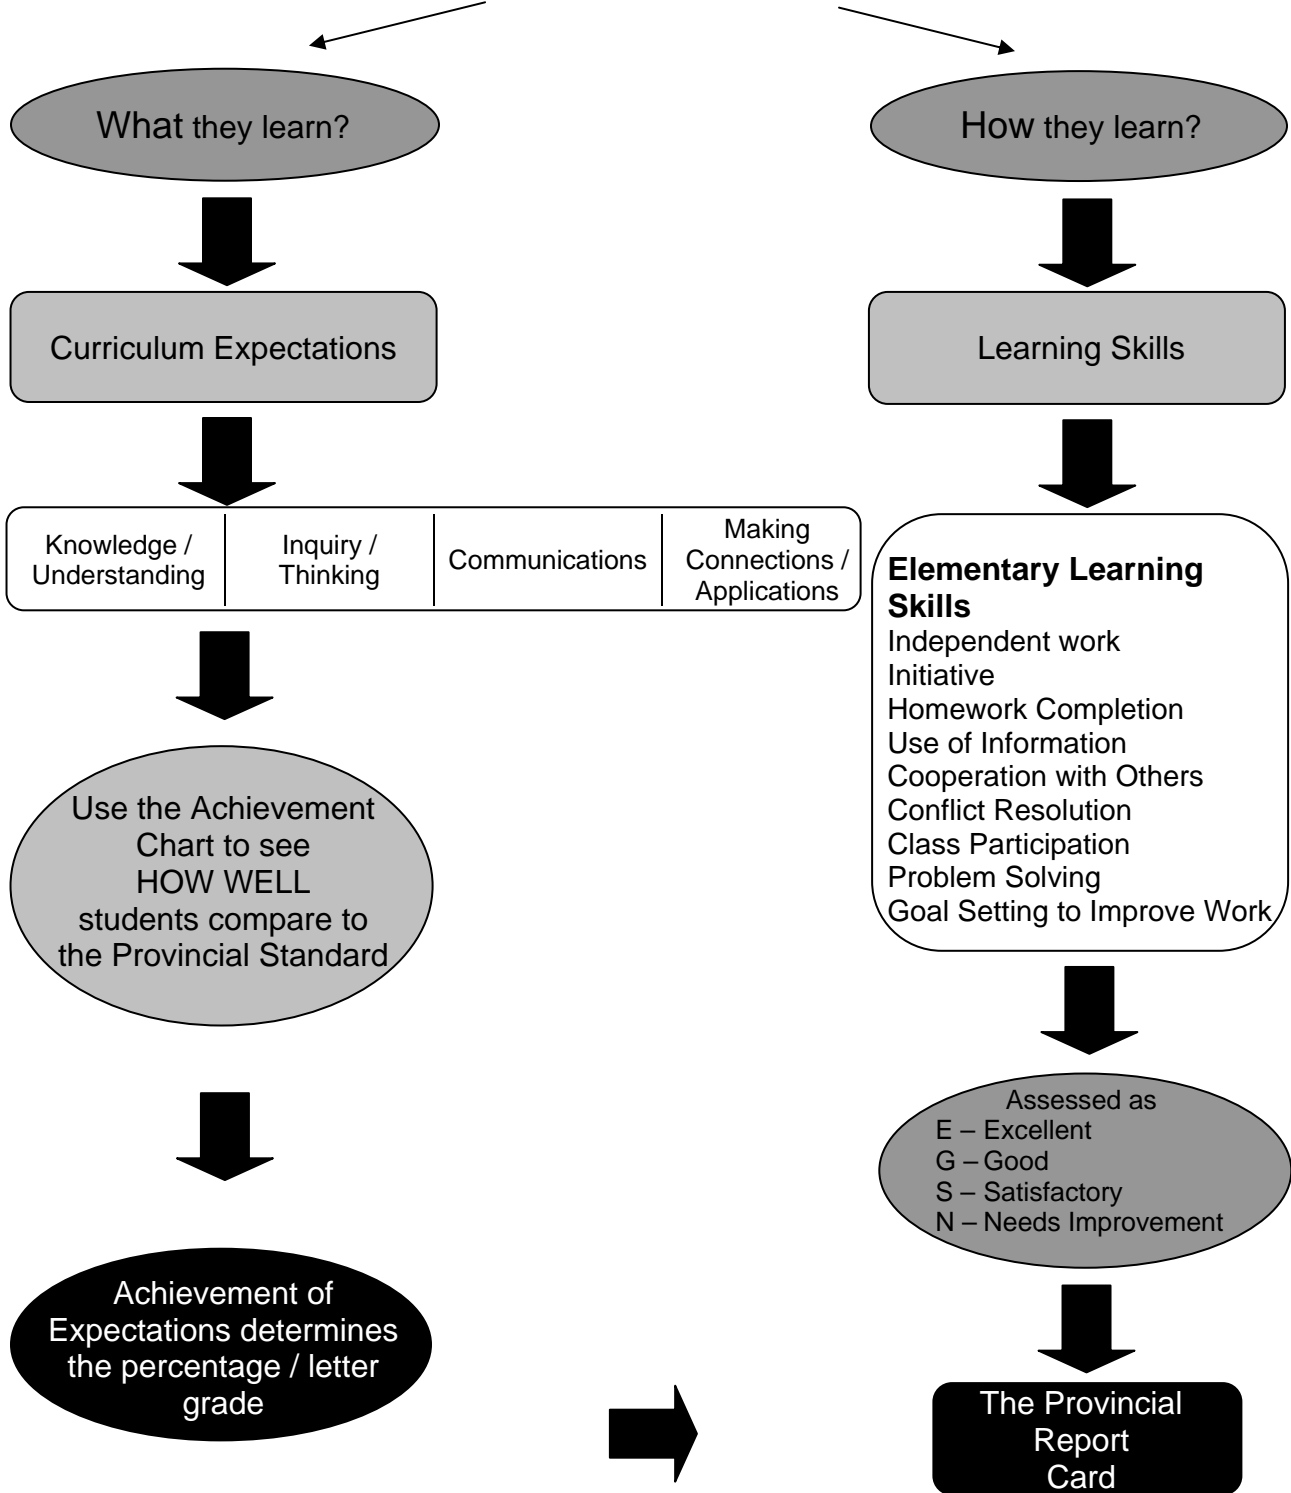 What they learn?
How they learn?
Curriculum Expectations
Learning Skills
Knowledge /
Understanding
Inquiry /
Thinking
Communications
Making
Connections /
Applications
Elementary Learning
Skills
Independent work
Initiative
Homework Completion
Use of Information
Cooperation with Others
Conflict Resolution
Class Participation
Problem Solving
Goal Setting to Improve Work
Use the Achievement
Chart to see
HOW WELL
students compare to
the Provincial Standard
Assessed as
E – Excellent
G – Good
S – Satisfactory
N – Needs Improvement
Achievement of
Expectations determines
the percentage / letter
grade
The Provincial
Report
Card